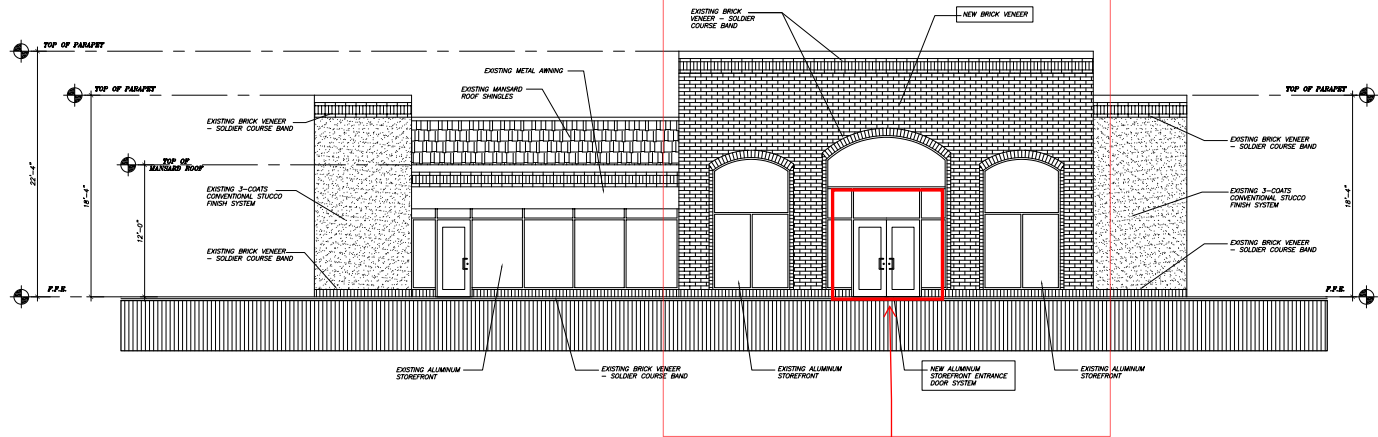 EXISTING BRICK
VENEER – SOLDIER
COURSE BAND
NEW BRICK VENEER
TOP OF PARAPET
EXISTING METAL AWNING
EXISTING MANSARD
ROOF SHINGLES
TOP OF PARAPET
TOP OF PARAPET
EXISTING BRICK VENEER
– SOLDIER COURSE BAND
EXISTING BRICK VENEER
– SOLDIER COURSE BAND
TOP OF
MANSARD ROOF
22'-4"
18'-4"
12'-0"
18'-4"
EXISTING 3-COATS
CONVENTIONAL STUCCO
FINISH SYSTEM
EXISTING 3-COATS
CONVENTIONAL STUCCO
FINISH SYSTEM
EXISTING BRICK VENEER
– SOLDIER COURSE BAND
EXISTING BRICK VENEER
– SOLDIER COURSE BAND
F.F.E.
F.F.E.
EXISTING ALUMINUM
STOREFRONT
EXISTING BRICK VENEER
– SOLDIER COURSE BAND
EXISTING ALUMINUM
STOREFRONT
NEW ALUMINUM
STOREFRONT ENTRANCE
DOOR SYSTEM
EXISTING ALUMINUM
STOREFRONT